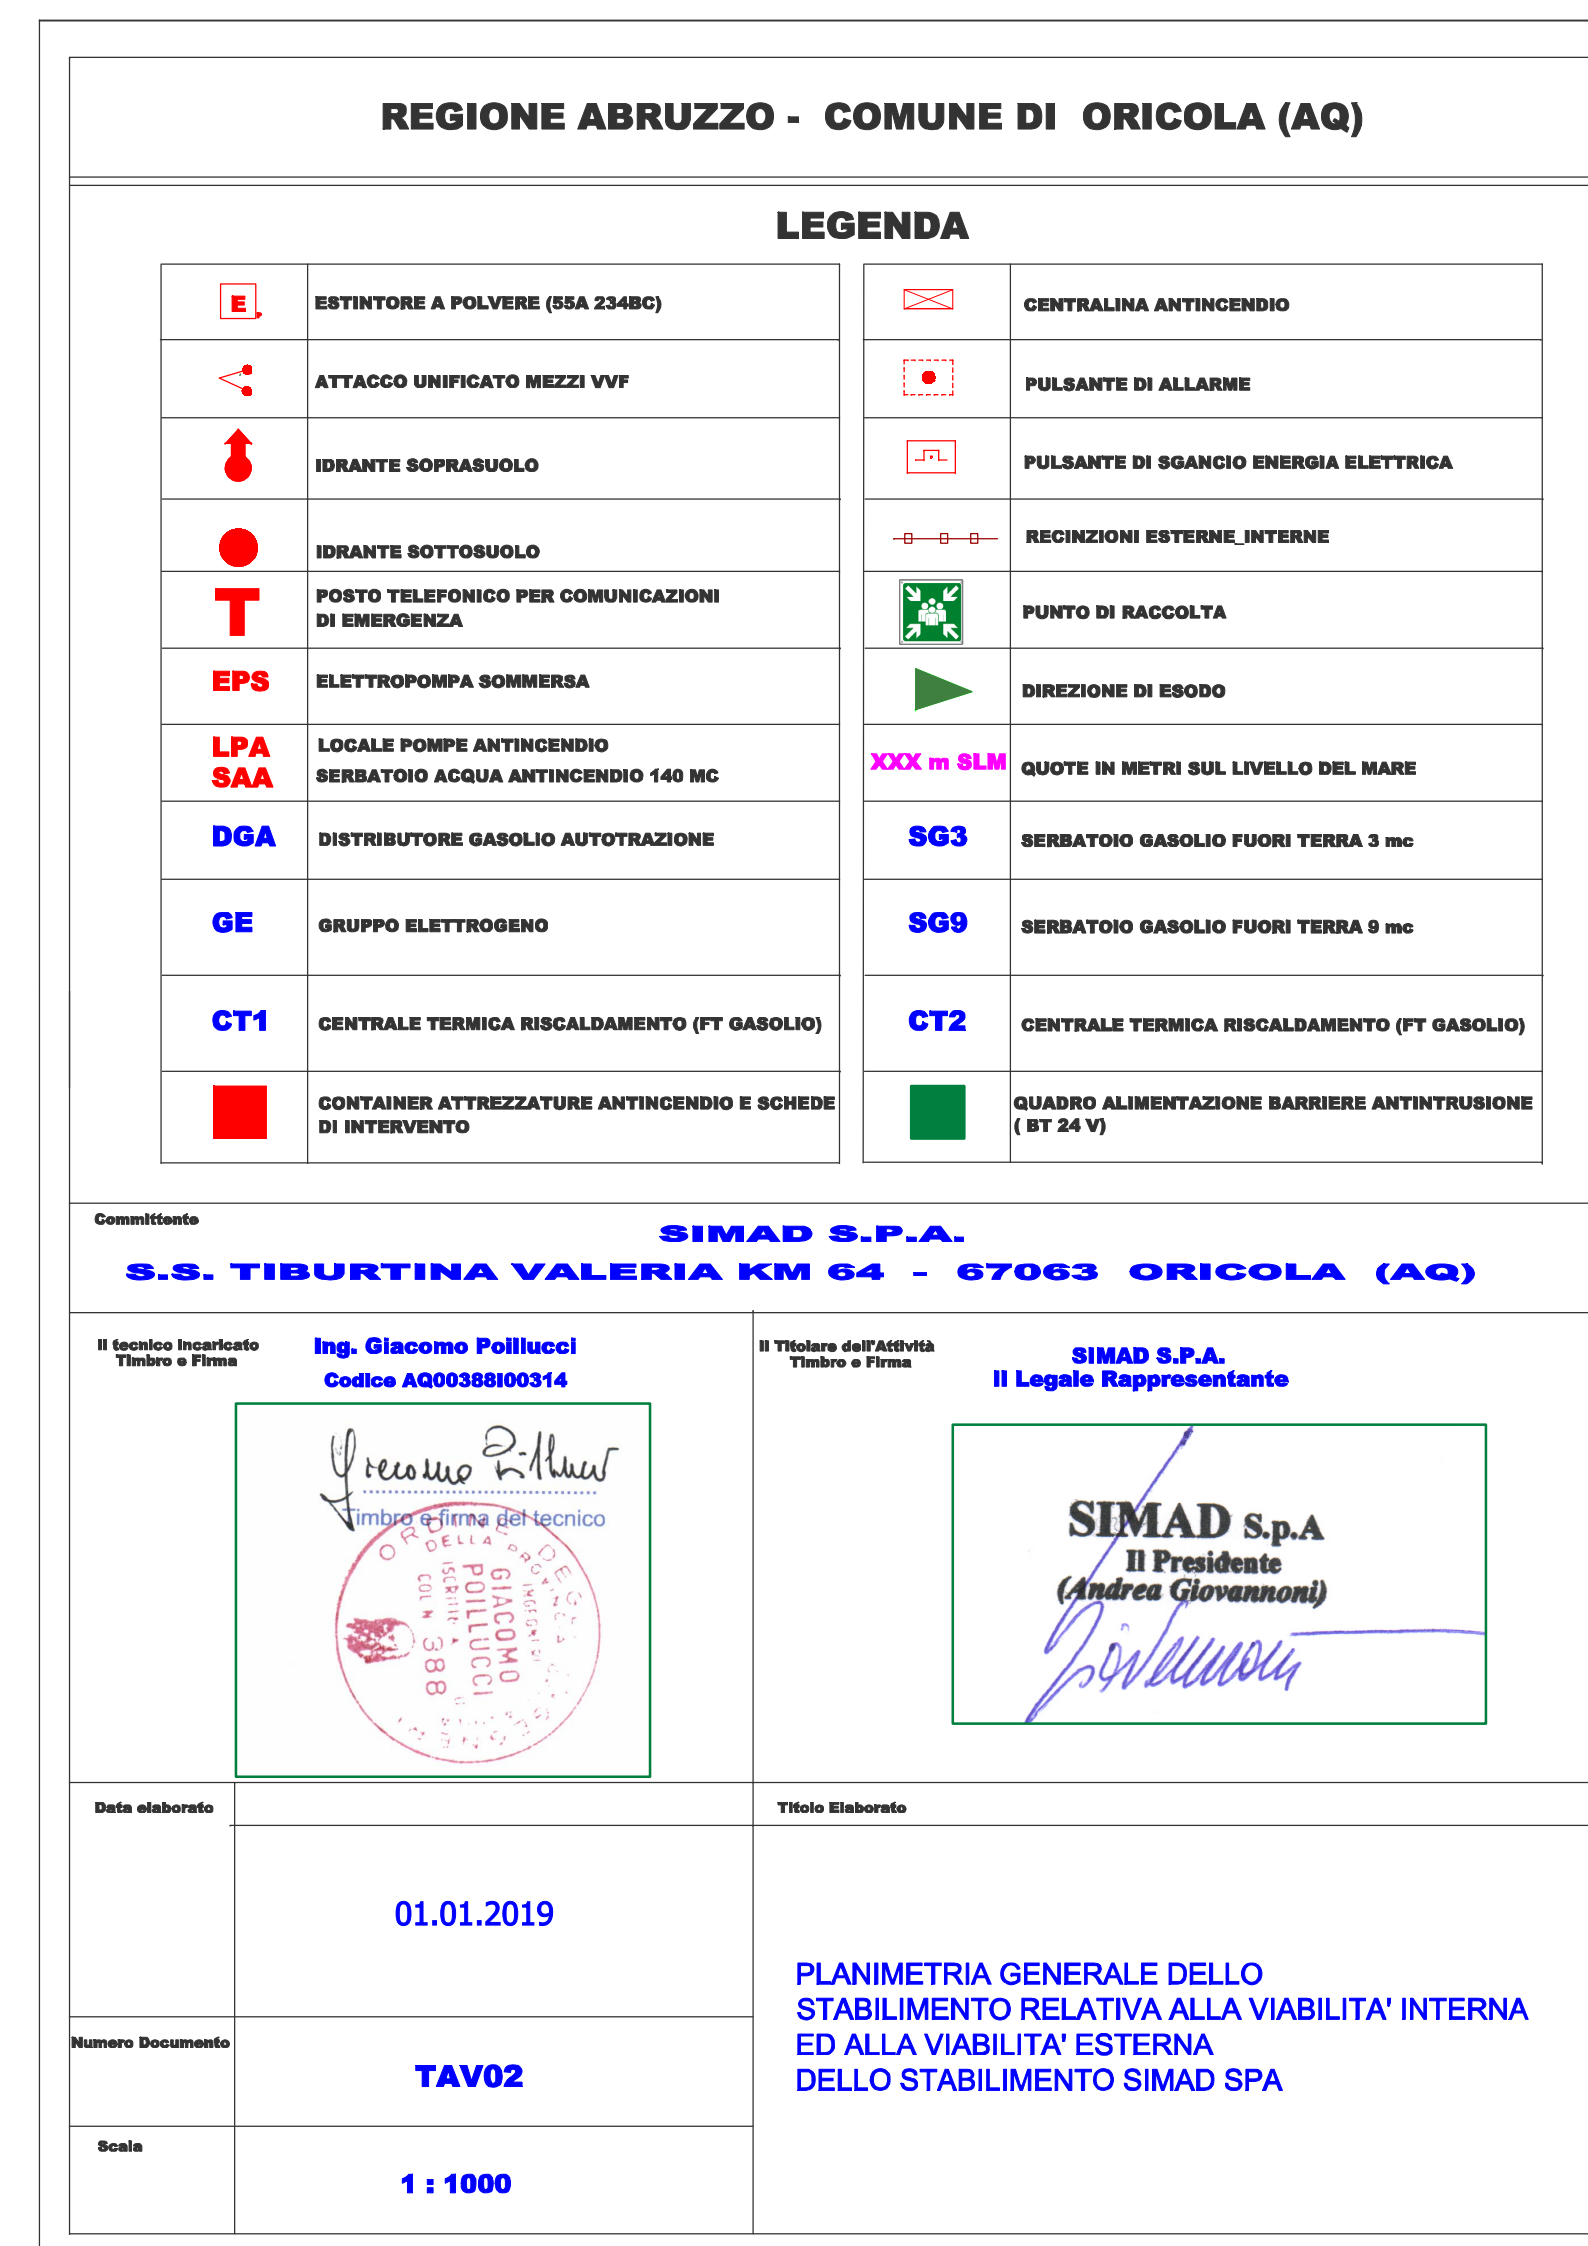 REGIONE ABRUZZO - COMUNE DI ORICOLA (AQ)
LEGENDA
E
ESTINTORE A POLVERE (55A 234BC)
CENTRALINA ANTINCENDIO
ATTACCO UNIFICATO MEZZI VVF
PULSANTE DI ALLARME
IDRANTE SOPRASUOLO
PULSANTE DI SGANCIO ENERGIA ELETTRICA
IDRANTE SOTTOSUOLO
RECINZIONI ESTERNE_INTERNE
T
POSTO TELEFONICO PER COMUNICAZIONI
DI EMERGENZA
PUNTO DI RACCOLTA
EPS
ELETTROPOMPA SOMMERSA
DIREZIONE DI ESODO
LPA
LOCALE POMPE ANTINCENDIO
SAA
SERBATOIO ACQUA ANTINCENDIO 140 MC
XXX m SLM
QUOTE IN METRI SUL LIVELLO DEL MARE
DGA
DISTRIBUTORE GASOLIO AUTOTRAZIONE
SG3
SERBATOIO GASOLIO FUORI TERRA 3 mc
GE
GRUPPO ELETTROGENO
SG9
SERBATOIO GASOLIO FUORI TERRA 9 mc
CT1
CENTRALE TERMICA RISCALDAMENTO (FT GASOLIO)
CT2
CENTRALE TERMICA RISCALDAMENTO (FT GASOLIO)
CONTAINER ATTREZZATURE ANTINCENDIO E SCHEDE
DI INTERVENTO
QUADRO ALIMENTAZIONE BARRIERE ANTINTRUSIONE
( BT 24 V)
Committente
SIMAD S.P.A.
S.S. TIBURTINA VALERIA KM 64 - 67063 ORICOLA (AQ)
Il tecnico incaricato
Timbro e Firma
Ing. Giacomo Poillucci
Codice AQ00388I00314
Giacomo Poillucci
Timbro e firma del tecnico
ORDINE DEGLI
DELLA PROVINCIA
GIACOMO
POILLUCCI
COL N 388
Il Titolare dell'Attività
Timbro e Firma
SIMAD S.P.A.
Il Legale Rappresentante
SIMAD S.p.A
Il Presidente
(Andrea Giovannoni)
Giovannoni
Data elaborato
01.01.2019
Titolo Elaborato
PLANIMETRIA GENERALE DELLO
STABILIMENTO RELATIVA ALLA VIABILITA' INTERNA
ED ALLA VIABILITA' ESTERNA
DELLO STABILIMENTO SIMAD SPA
Numero Documento
TAV02
Scala
1 : 1000